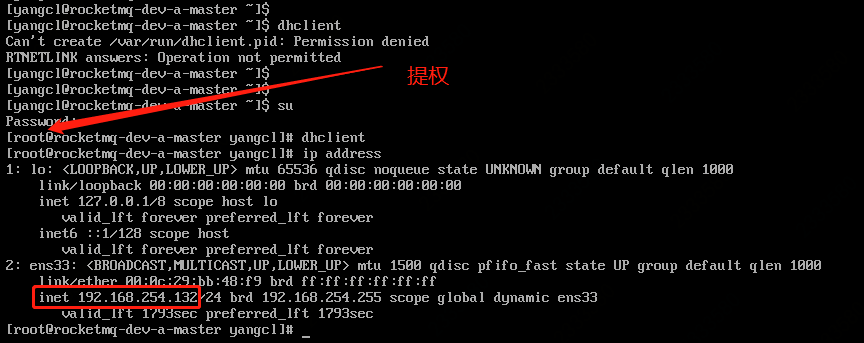 [yangcl@rocketmq-dev-a-master ~]$
[yangcl@rocketmq-dev-a-master ~]$ dhclient
Can't create /var/run/dhclient.pid: Permission denied
RTNETLINK answers: Operation not permitted
[yangcl@rocketmq-dev-a-master ~]$
[yangcl@rocketmq-dev-a-master ~]$
[yangcl@rocketmq-dev-a-master ~]$ su
提权
Password:
[root@rocketmq-dev-a-master yangcl]# dhclient
[root@rocketmq-dev-a-master yangcl]# ip address
1: lo: <LOOPBACK,UP,LOWER_UP> mtu 65536 qdisc noqueue state UNKNOWN group default qlen 1000
link/loopback 00:00:00:00:00:00 brd 00:00:00:00:00:00
inet 127.0.0.1/8 scope host lo
valid_lft forever preferred_lft forever
inet6 ::1/128 scope host
valid_lft forever preferred_lft forever
2: ens33: <BROADCAST,MULTICAST,UP,LOWER_UP> mtu 1500 qdisc pfifo_fast state UP group default qlen 1000
link/ether 00:0c:29:bb:48:f9 brd ff:ff:ff:ff:ff:ff
inet 192.168.254.132/24 brd 192.168.254.255 scope global dynamic ens33
valid_lft 1793sec preferred_lft 1793sec
[root@rocketmq-dev-a-master yangcl]# _